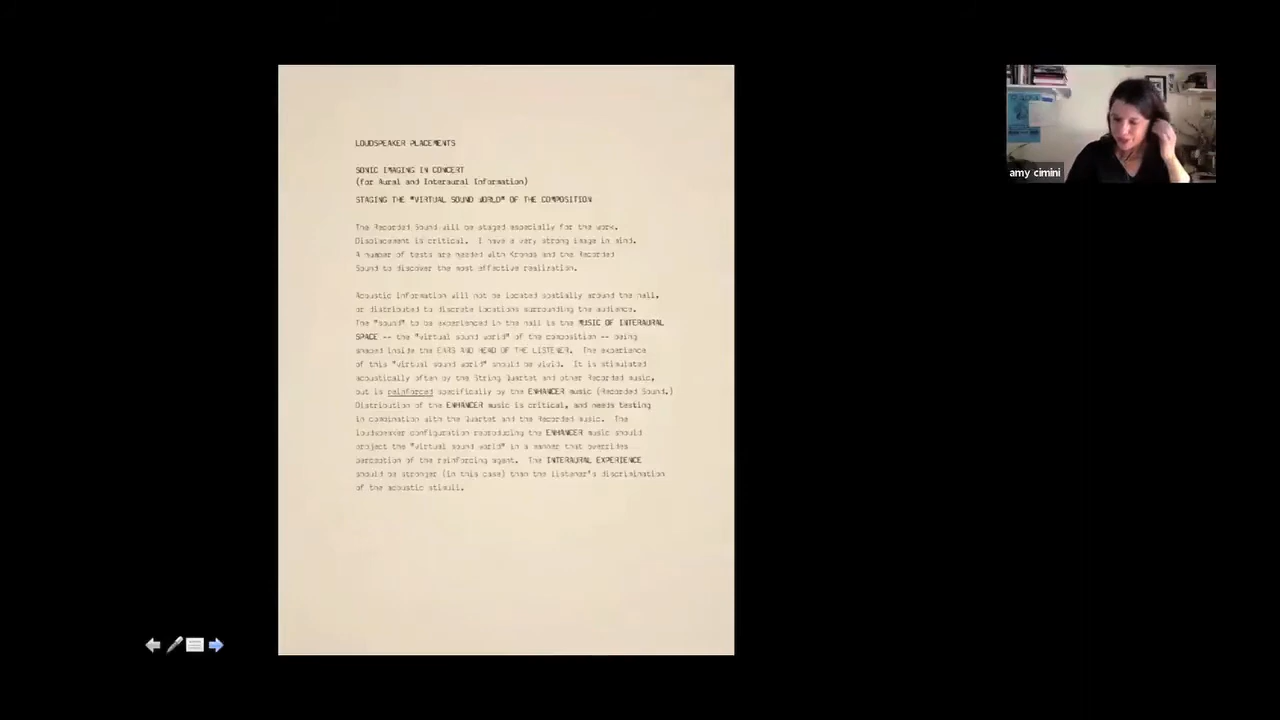 LOUDSPEAKER PLACEMENTS
SONIC IMAGING IN CONCERT
(for Aural and Interaural Information)
STAGING THE "VIRTUAL SOUND WORLD" OF THE COMPOSITION
The Recorded Sound will be staged especially for the work.
Displacement is critical. I have a very strong image in mind.
A number of tests are needed with Kronos and the Recorded
Sound to discover the most effective realization.
Acoustic Information will not be located spatially around the hall,
or distributed to discrete locations surrounding the audience.
The "sound" to be experienced in the hall is the MUSIC OF INTERAURAL
SPACE -- the "virtual sound world" of the composition -- being
shaped inside the EARS AND HEAD OF THE LISTENER. The experience
of this "virtual sound world" should be vivid. It is stimulated
acoustically often by the String Quartet and other Recorded music,
but is reinforced specifically by the ENHANCER music (Recorded Sound.)
Distribution of the ENHANCER music is critical, and needs testing
in combination with the Quartet and the Recorded music. The
loudspeaker configuration reproducing the ENHANCER music should
project the "virtual sound world" in a manner that overrides
perception of the reinforcing agent. The INTERAURAL EXPERIENCE
should be stronger (in this case) than the listener's discrimination
of the acoustic stimuli.
amy cimini